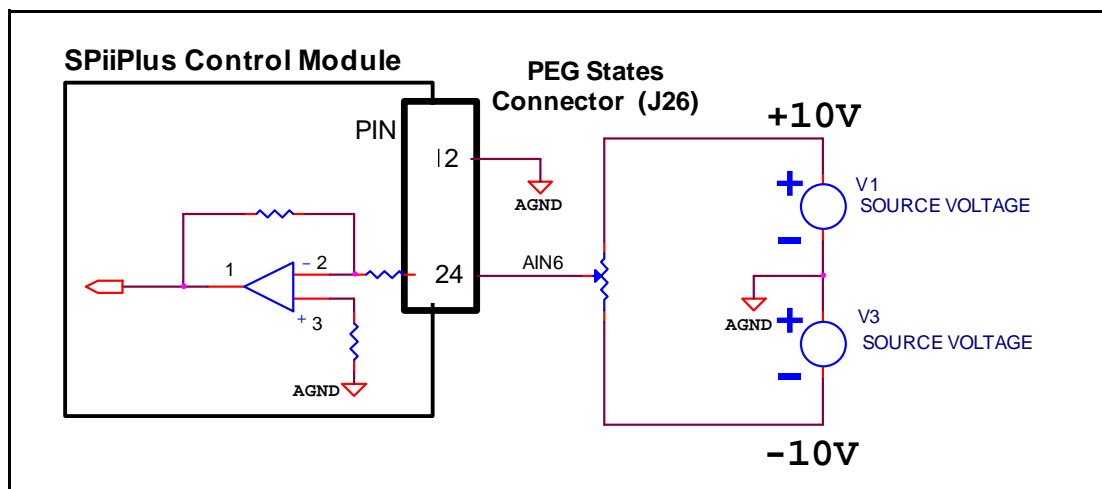 SPiiPlus Control Module
PEG States
Connector (J26)
PIN
12
24
AGND
AIN6
+10V
+
V1
SOURCE VOLTAGE
-
AGND
+
V3
SOURCE VOLTAGE
-
-10V
1
- 2
+ 3
AGND